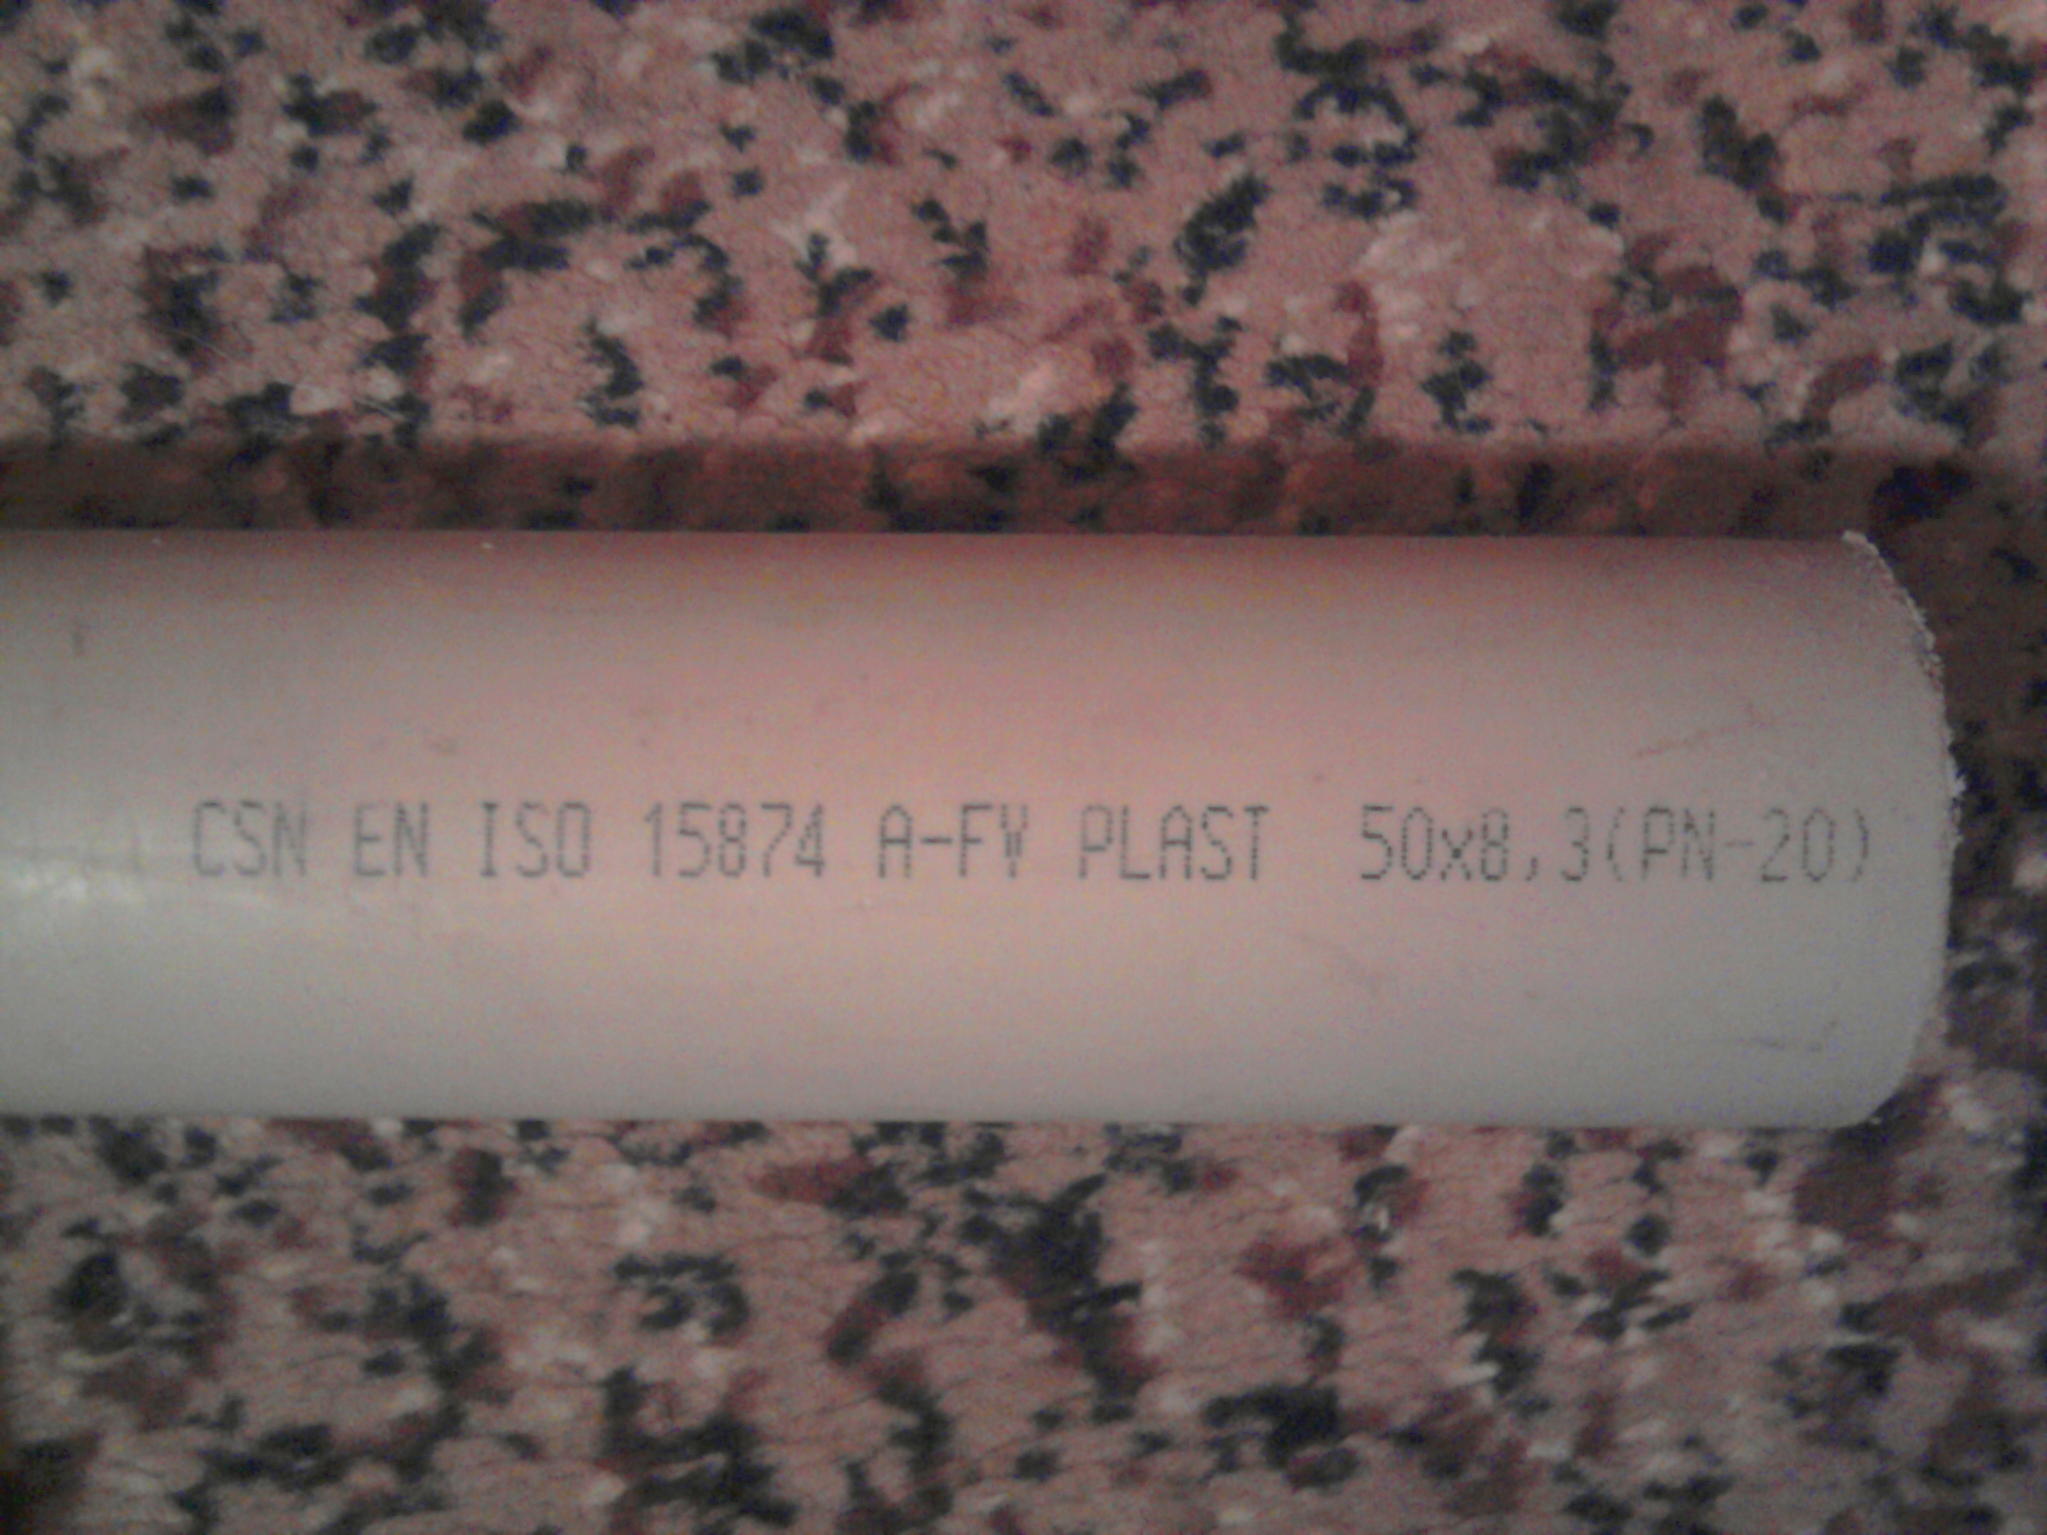 CSN EN ISO 15874 A-FV PLAST 50x8,3(PN-20)